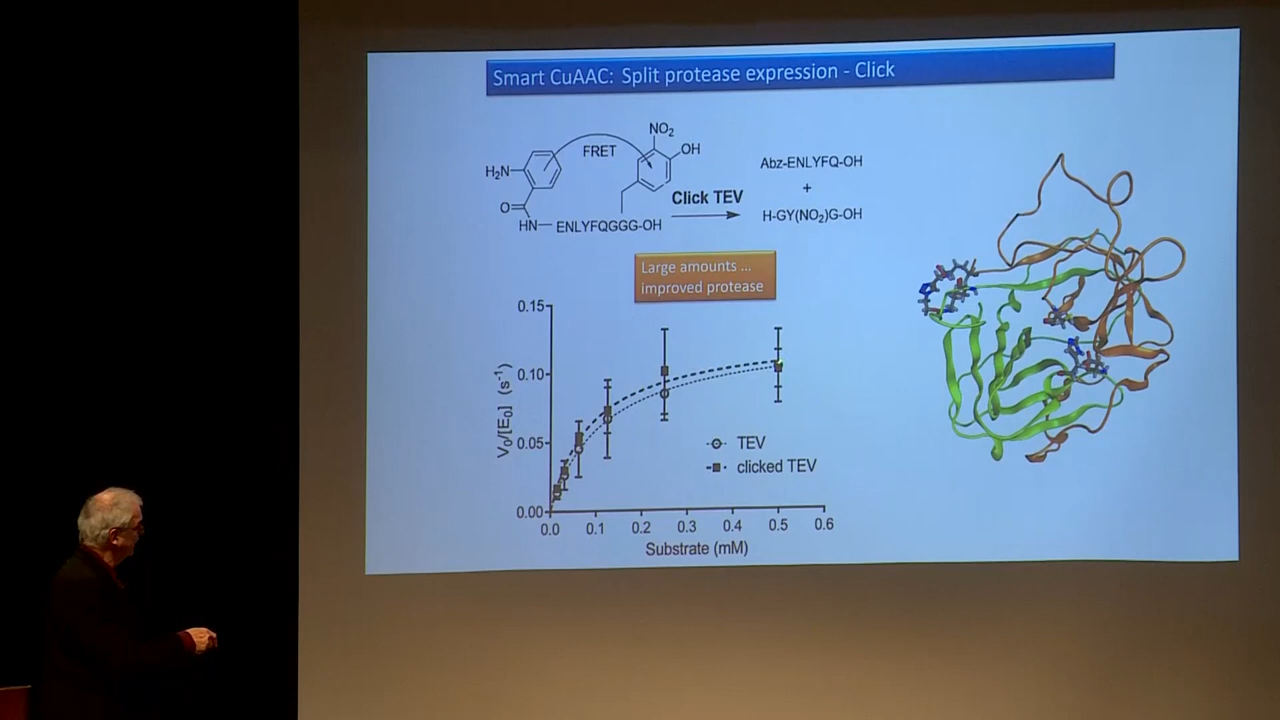 Smart CuAAC: Split protease expression - Click
NO₂
FRET
OH
H₂N
Abz-ENLYFQ-OH
+
Click TEV
O
HN
ENLYFQGGG-OH
H-GY(NO₂)G-OH
Large amounts ...
improved protease
0.15
0.10
0.05
0.00
V₀/[E₀] (s⁻¹)
TEV
clicked TEV
0.0 0.1 0.2 0.3 0.4 0.5 0.6
Substrate (mM)